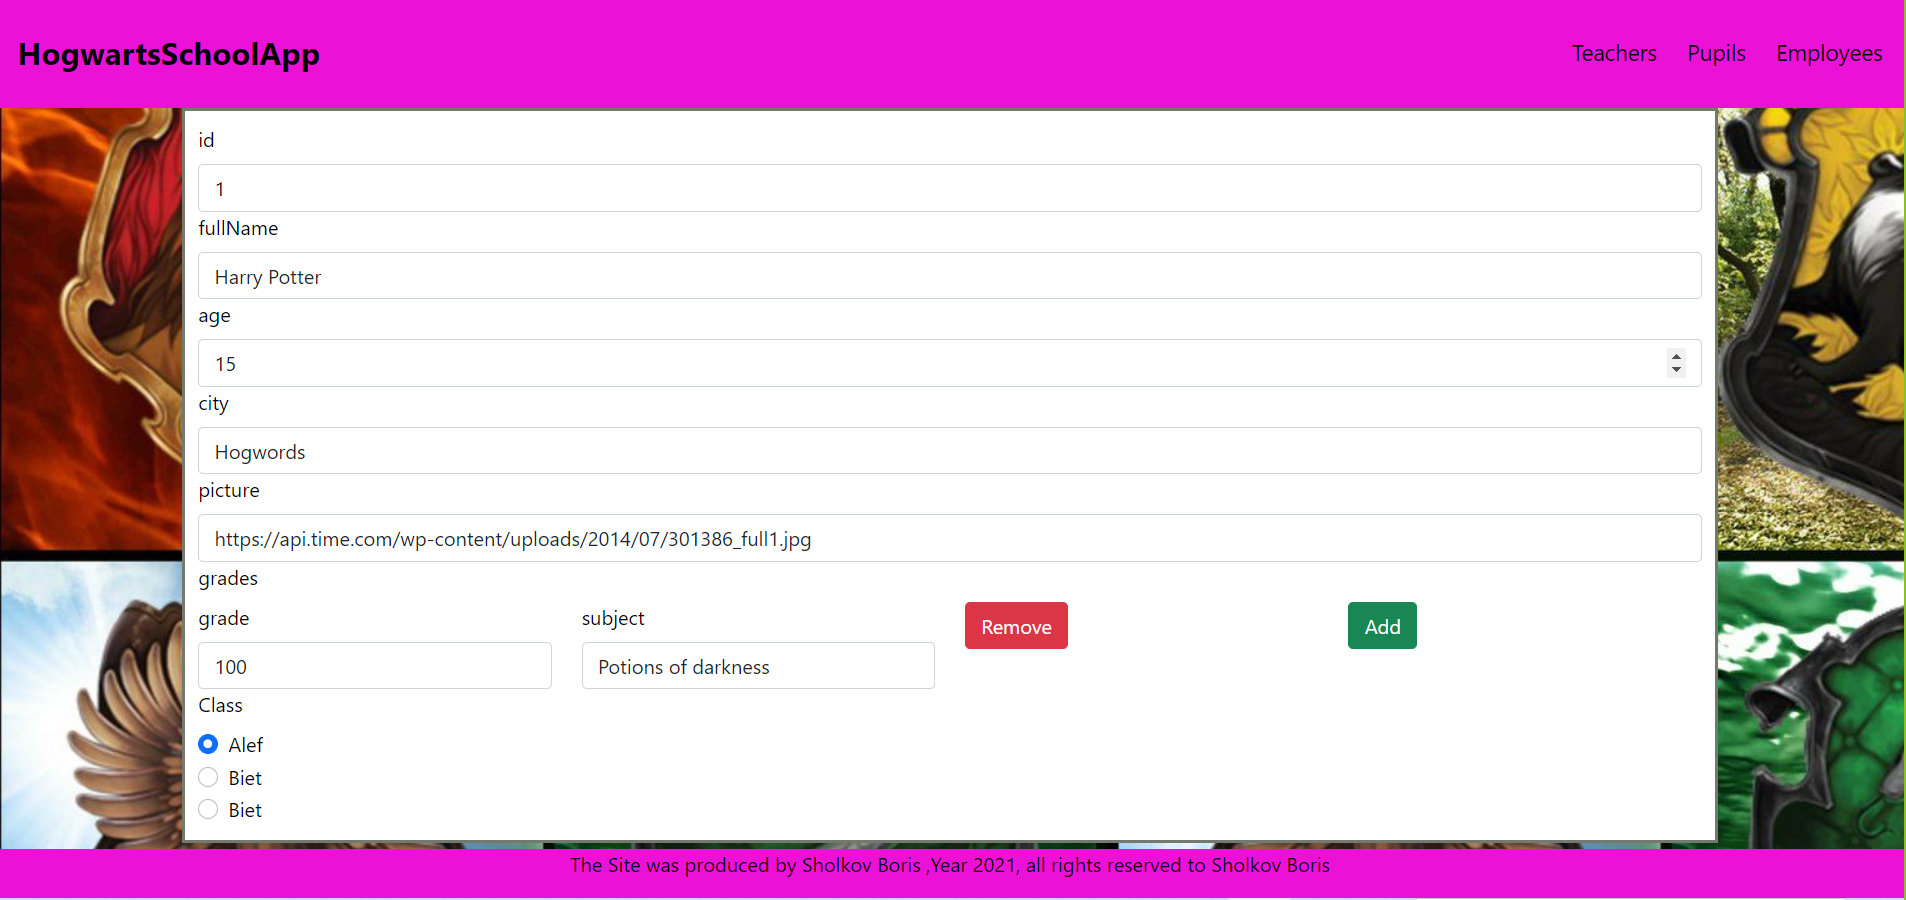 HogwartsSchoolApp
Teachers Pupils Employees
id
1
fullName
Harry Potter
age
15
city
Hogwords
picture
https://api.time.com/wp-content/uploads/2014/07/301386_full1.jpg
grades
grade subject Remove Add
100 Potions of darkness
Class
Alef
Biet
Biet
The Site was produced by Sholkov Boris ,Year 2021, all rights reserved to Sholkov Boris